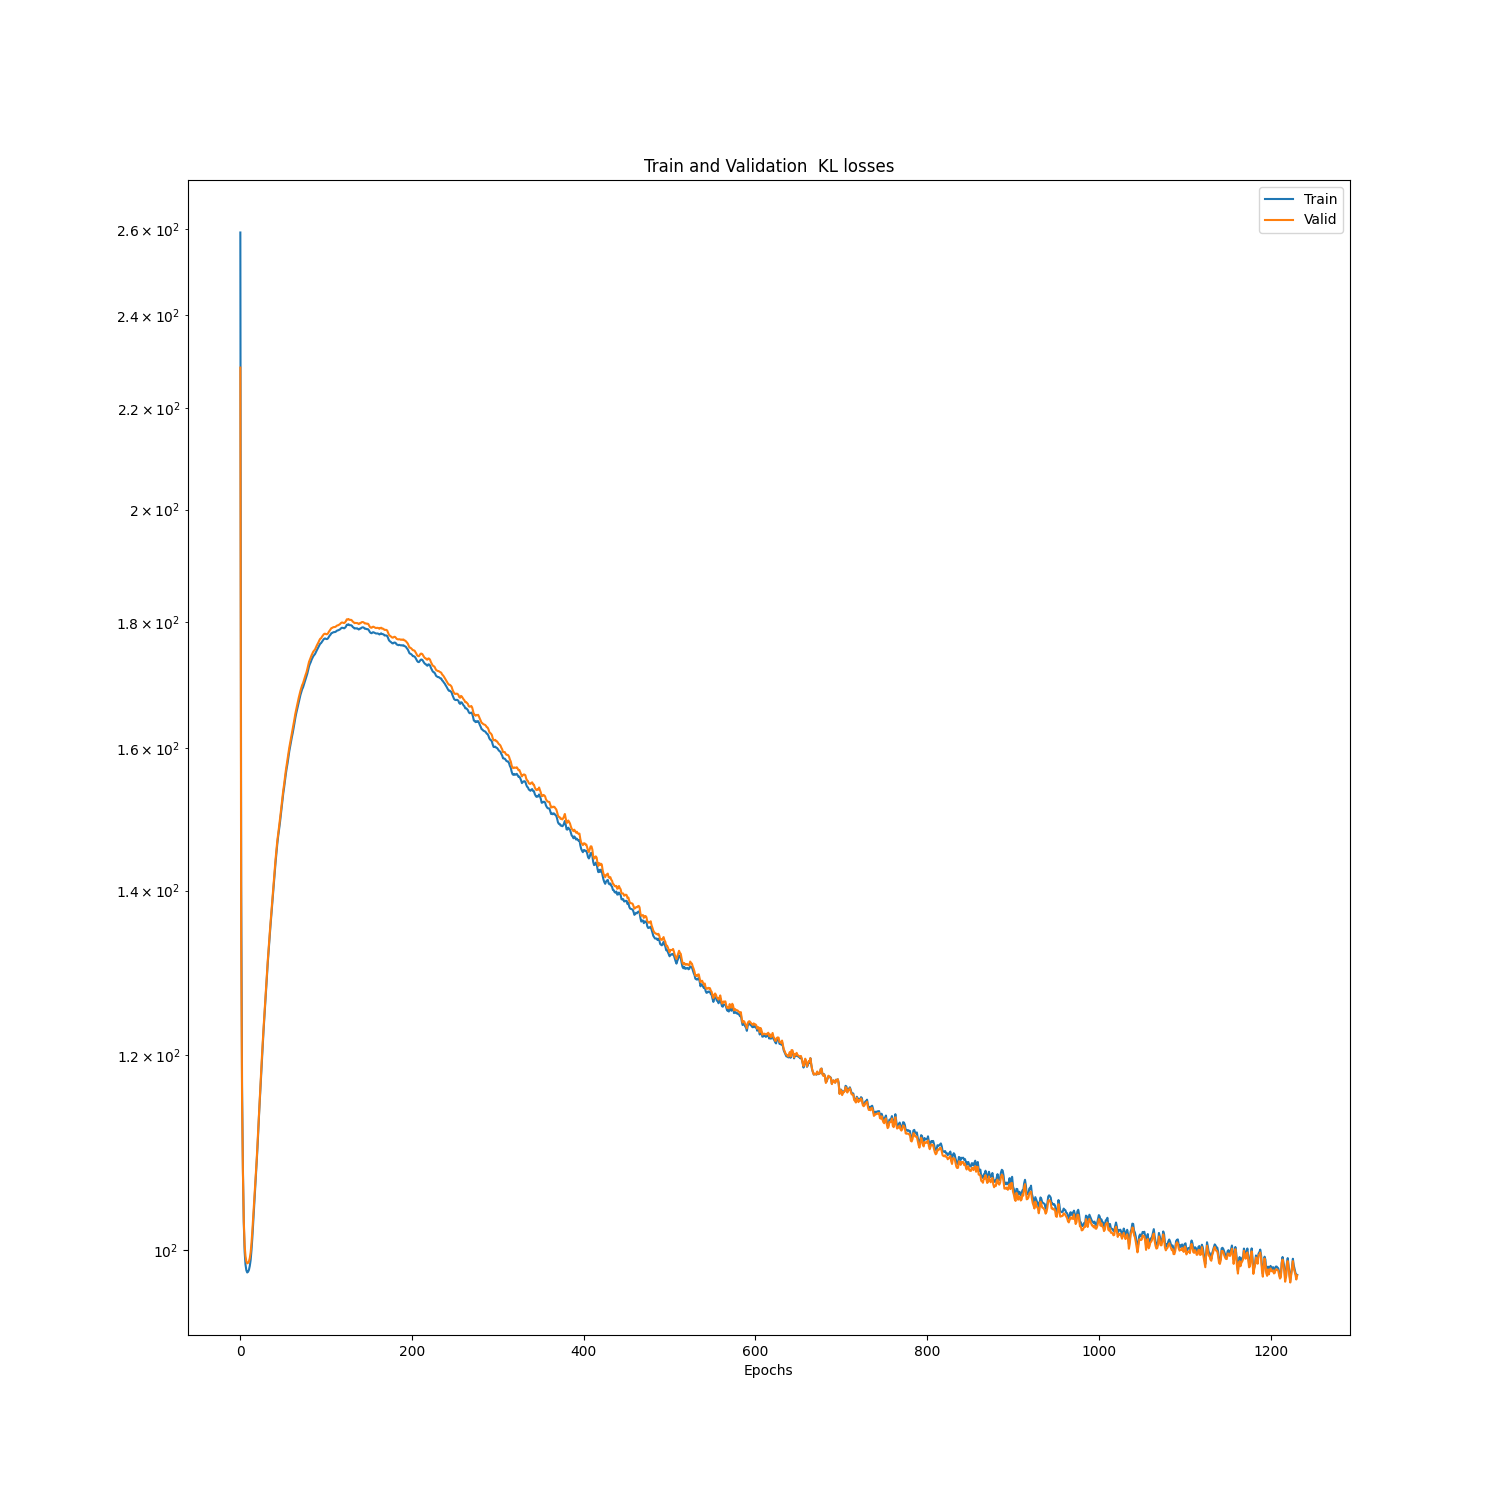 Train and Validation  KL losses
Train
Valid
2.6 × 10²
2.4 × 10²
2.2 × 10²
2 × 10²
1.8 × 10²
1.6 × 10²
1.4 × 10²
1.2 × 10²
10²
0 200 400 600 800 1000 1200
Epochs